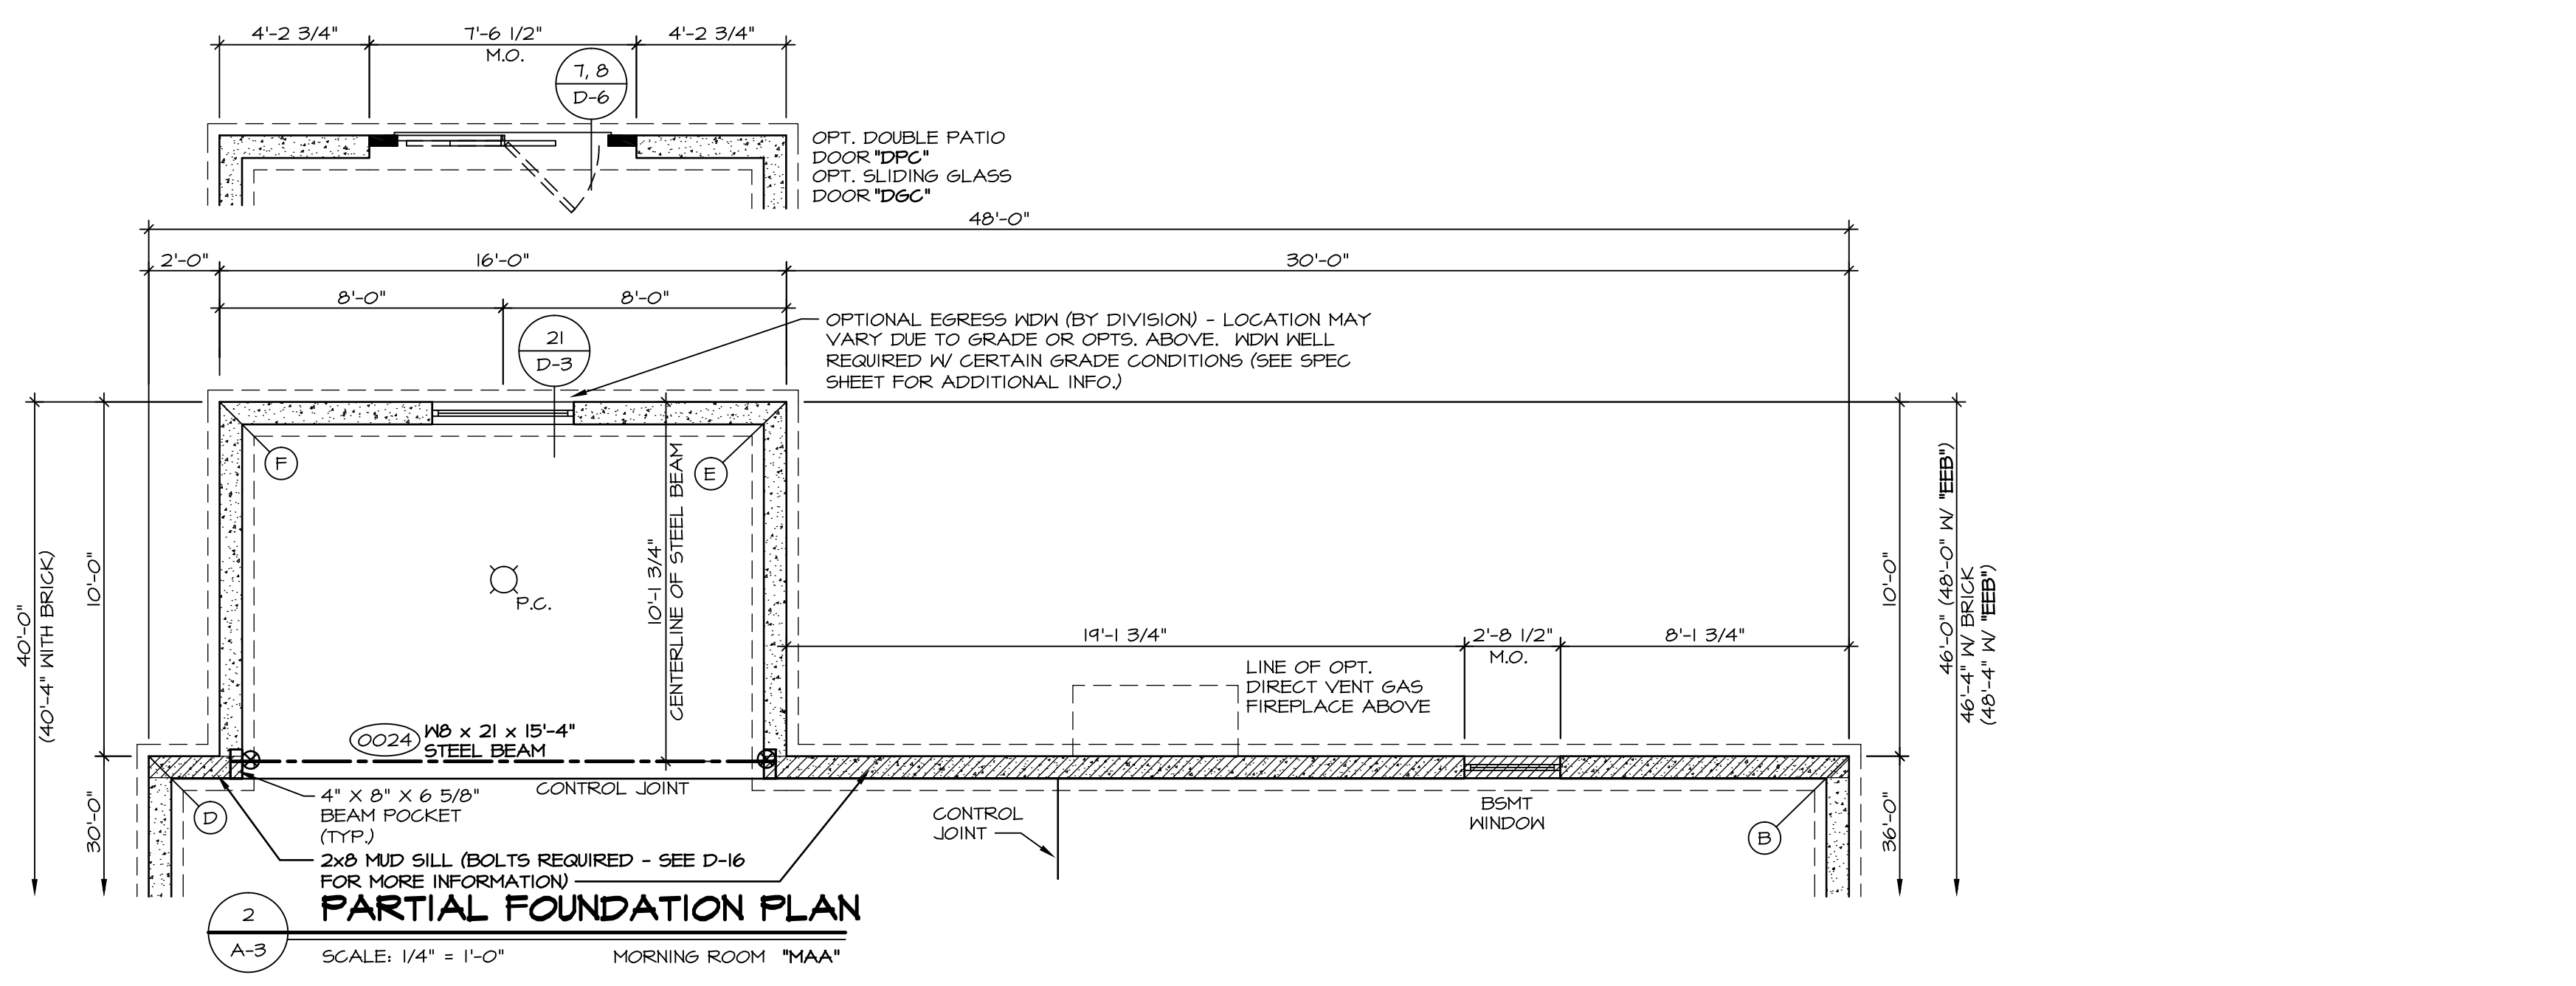 4'-2 3/4"
7'-6 1/2"
4'-2 3/4"
M.O.
7, 8
D-6
OPT. DOUBLE PATIO
DOOR "DPC"
OPT. SLIDING GLASS
DOOR "DGC"
48'-0"
2'-0"
16'-0"
30'-0"
8'-0"
8'-0"
21
D-3
OPTIONAL EGRESS WDW (BY DIVISION) - LOCATION MAY
VARY DUE TO GRADE OR OPTS. ABOVE. WDW WELL
REQUIRED W/ CERTAIN GRADE CONDITIONS (SEE SPEC
SHEET FOR ADDITIONAL INFO.)
F
E
40'-0"
(40'-4" WITH BRICK)
10'-0"
P.C.
10'-1 3/4"
CENTERLINE OF STEEL BEAM
10'-0"
46'-0" (48'-0" W/ "EEB")
46'-4" W/ BRICK
(48'-4" W/ "EEB")
19'-1 3/4"
2'-8 1/2"
8'-1 3/4"
M.O.
LINE OF OPT.
DIRECT VENT GAS
FIREPLACE ABOVE
0024
W8 x 21 x 15'-4"
STEEL BEAM
CONTROL JOINT
30'-0"
D
4" X 8" X 6 5/8"
BEAM POCKET
(TYP.)
CONTROL
JOINT
BSMT
WINDOW
B
36'-0"
2x8 MUD SILL (BOLTS REQUIRED - SEE D-16
FOR MORE INFORMATION)
2
A-3
PARTIAL FOUNDATION PLAN
SCALE: 1/4" = 1'-0"
MORNING ROOM "MAA"